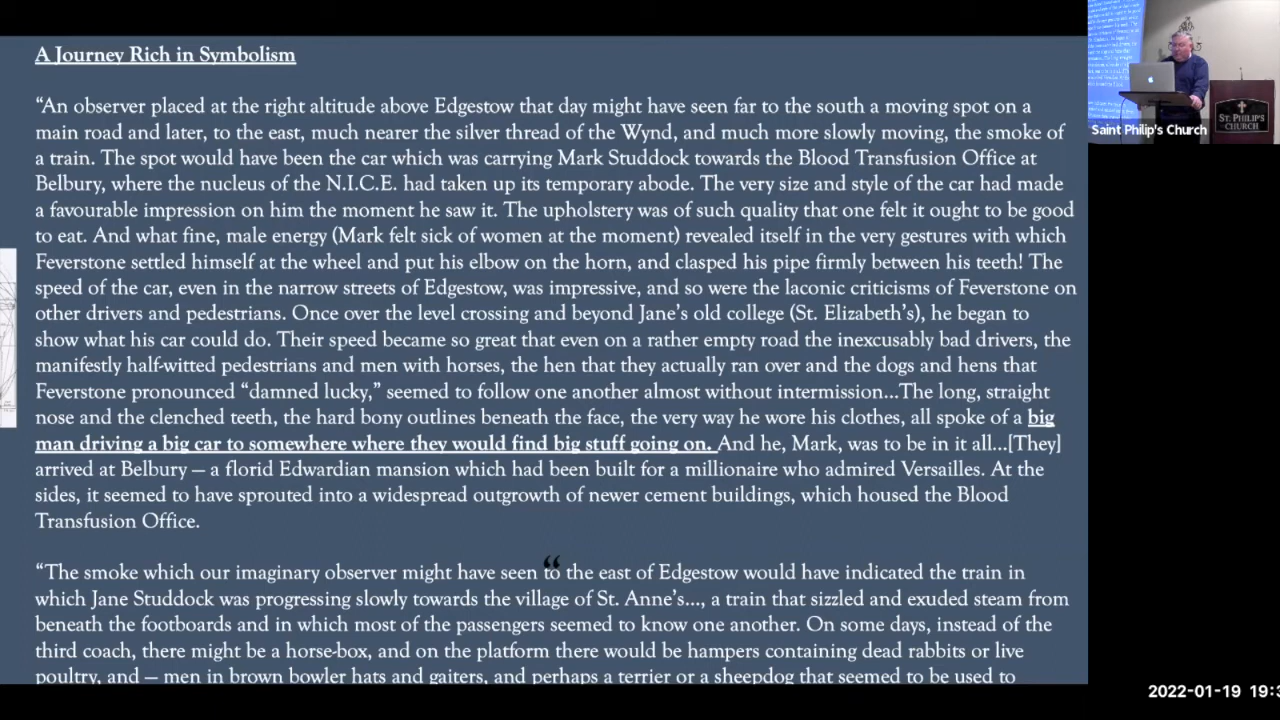 A Journey Rich in Symbolism
“An observer placed at the right altitude above Edgestow that day might have seen far to the south a moving spot on a
main road and later, to the east, much nearer the silver thread of the Wynd, and much more slowly moving, the smoke of
a train. The spot would have been the car which was carrying Mark Studdock towards the Blood Transfusion Office at
Belbury, where the nucleus of the N.I.C.E. had taken up its temporary abode. The very size and style of the car had made
a favourable impression on him the moment he saw it. The upholstery was of such quality that one felt it ought to be good
to eat. And what fine, male energy (Mark felt sick of women at the moment) revealed itself in the very gestures with which
Feverstone settled himself at the wheel and put his elbow on the horn, and clasped his pipe firmly between his teeth! The
speed of the car, even in the narrow streets of Edgestow, was impressive, and so were the laconic criticisms of Feverstone on
other drivers and pedestrians. Once over the level crossing and beyond Jane’s old college (St. Elizabeth’s), he began to
show what his car could do. Their speed became so great that even on a rather empty road the inexcusably bad drivers, the
manifestly half-witted pedestrians and men with horses, the hen that they actually ran over and the dogs and hens that
Feverstone pronounced “damned lucky,” seemed to follow one another almost without intermission…The long, straight
nose and the clenched teeth, the hard bony outlines beneath the face, the very way he wore his clothes, all spoke of a big
man driving a big car to somewhere where they would find big stuff going on. And he, Mark, was to be in it all…[They]
arrived at Belbury – a florid Edwardian mansion which had been built for a millionaire who admired Versailles. At the
sides, it seemed to have sprouted into a widespread outgrowth of newer cement buildings, which housed the Blood
Transfusion Office.
“
“The smoke which our imaginary observer might have seen to the east of Edgestow would have indicated the train in
which Jane Studdock was progressing slowly towards the village of St. Anne’s…, a train that sizzled and exuded steam from
beneath the footboards and in which most of the passengers seemed to know one another. On some days, instead of the
third coach, there might be a horse-box, and on the platform there would be hampers containing dead rabbits or live
poultry, and – men in brown bowler hats and gaiters, and perhaps a terrier or a sheepdog that seemed to be used to
ST. PHILIP'S
CHURCH
Saint Philip's Church
2022-01-19 19:3